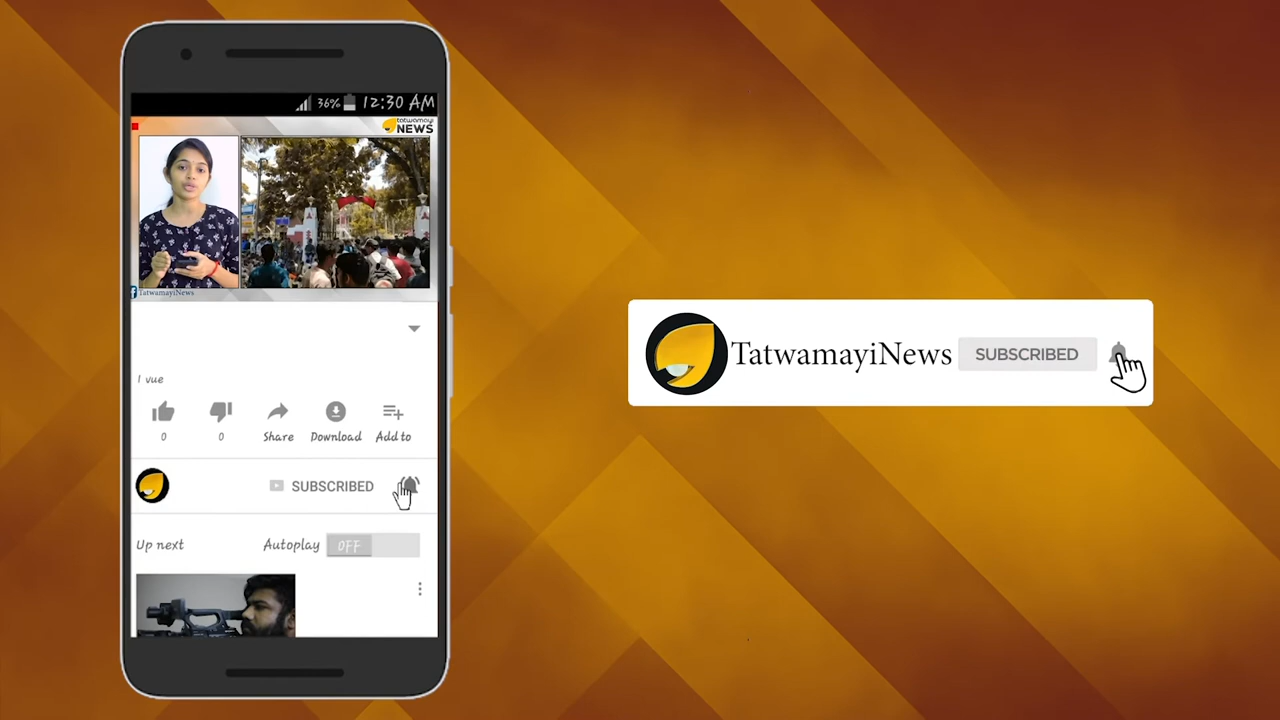 36% 12:30 AM
tatwamayi
NEWS
TatwamayiNews
1 vue
0 0 Share Download Add to
SUBSCRIBED
Up next Autoplay OFF
TatwamayiNews SUBSCRIBED